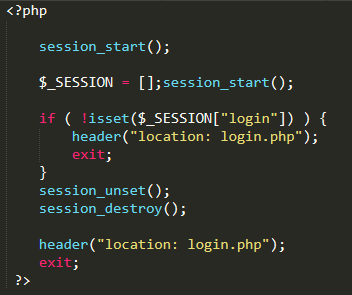 <?php
session_start();
$_SESSION = [];session_start();
if ( !isset($_SESSION["login"]) ) {
header("location: login.php");
exit;
}
session_unset();
session_destroy();
header("location: login.php");
exit;
?>